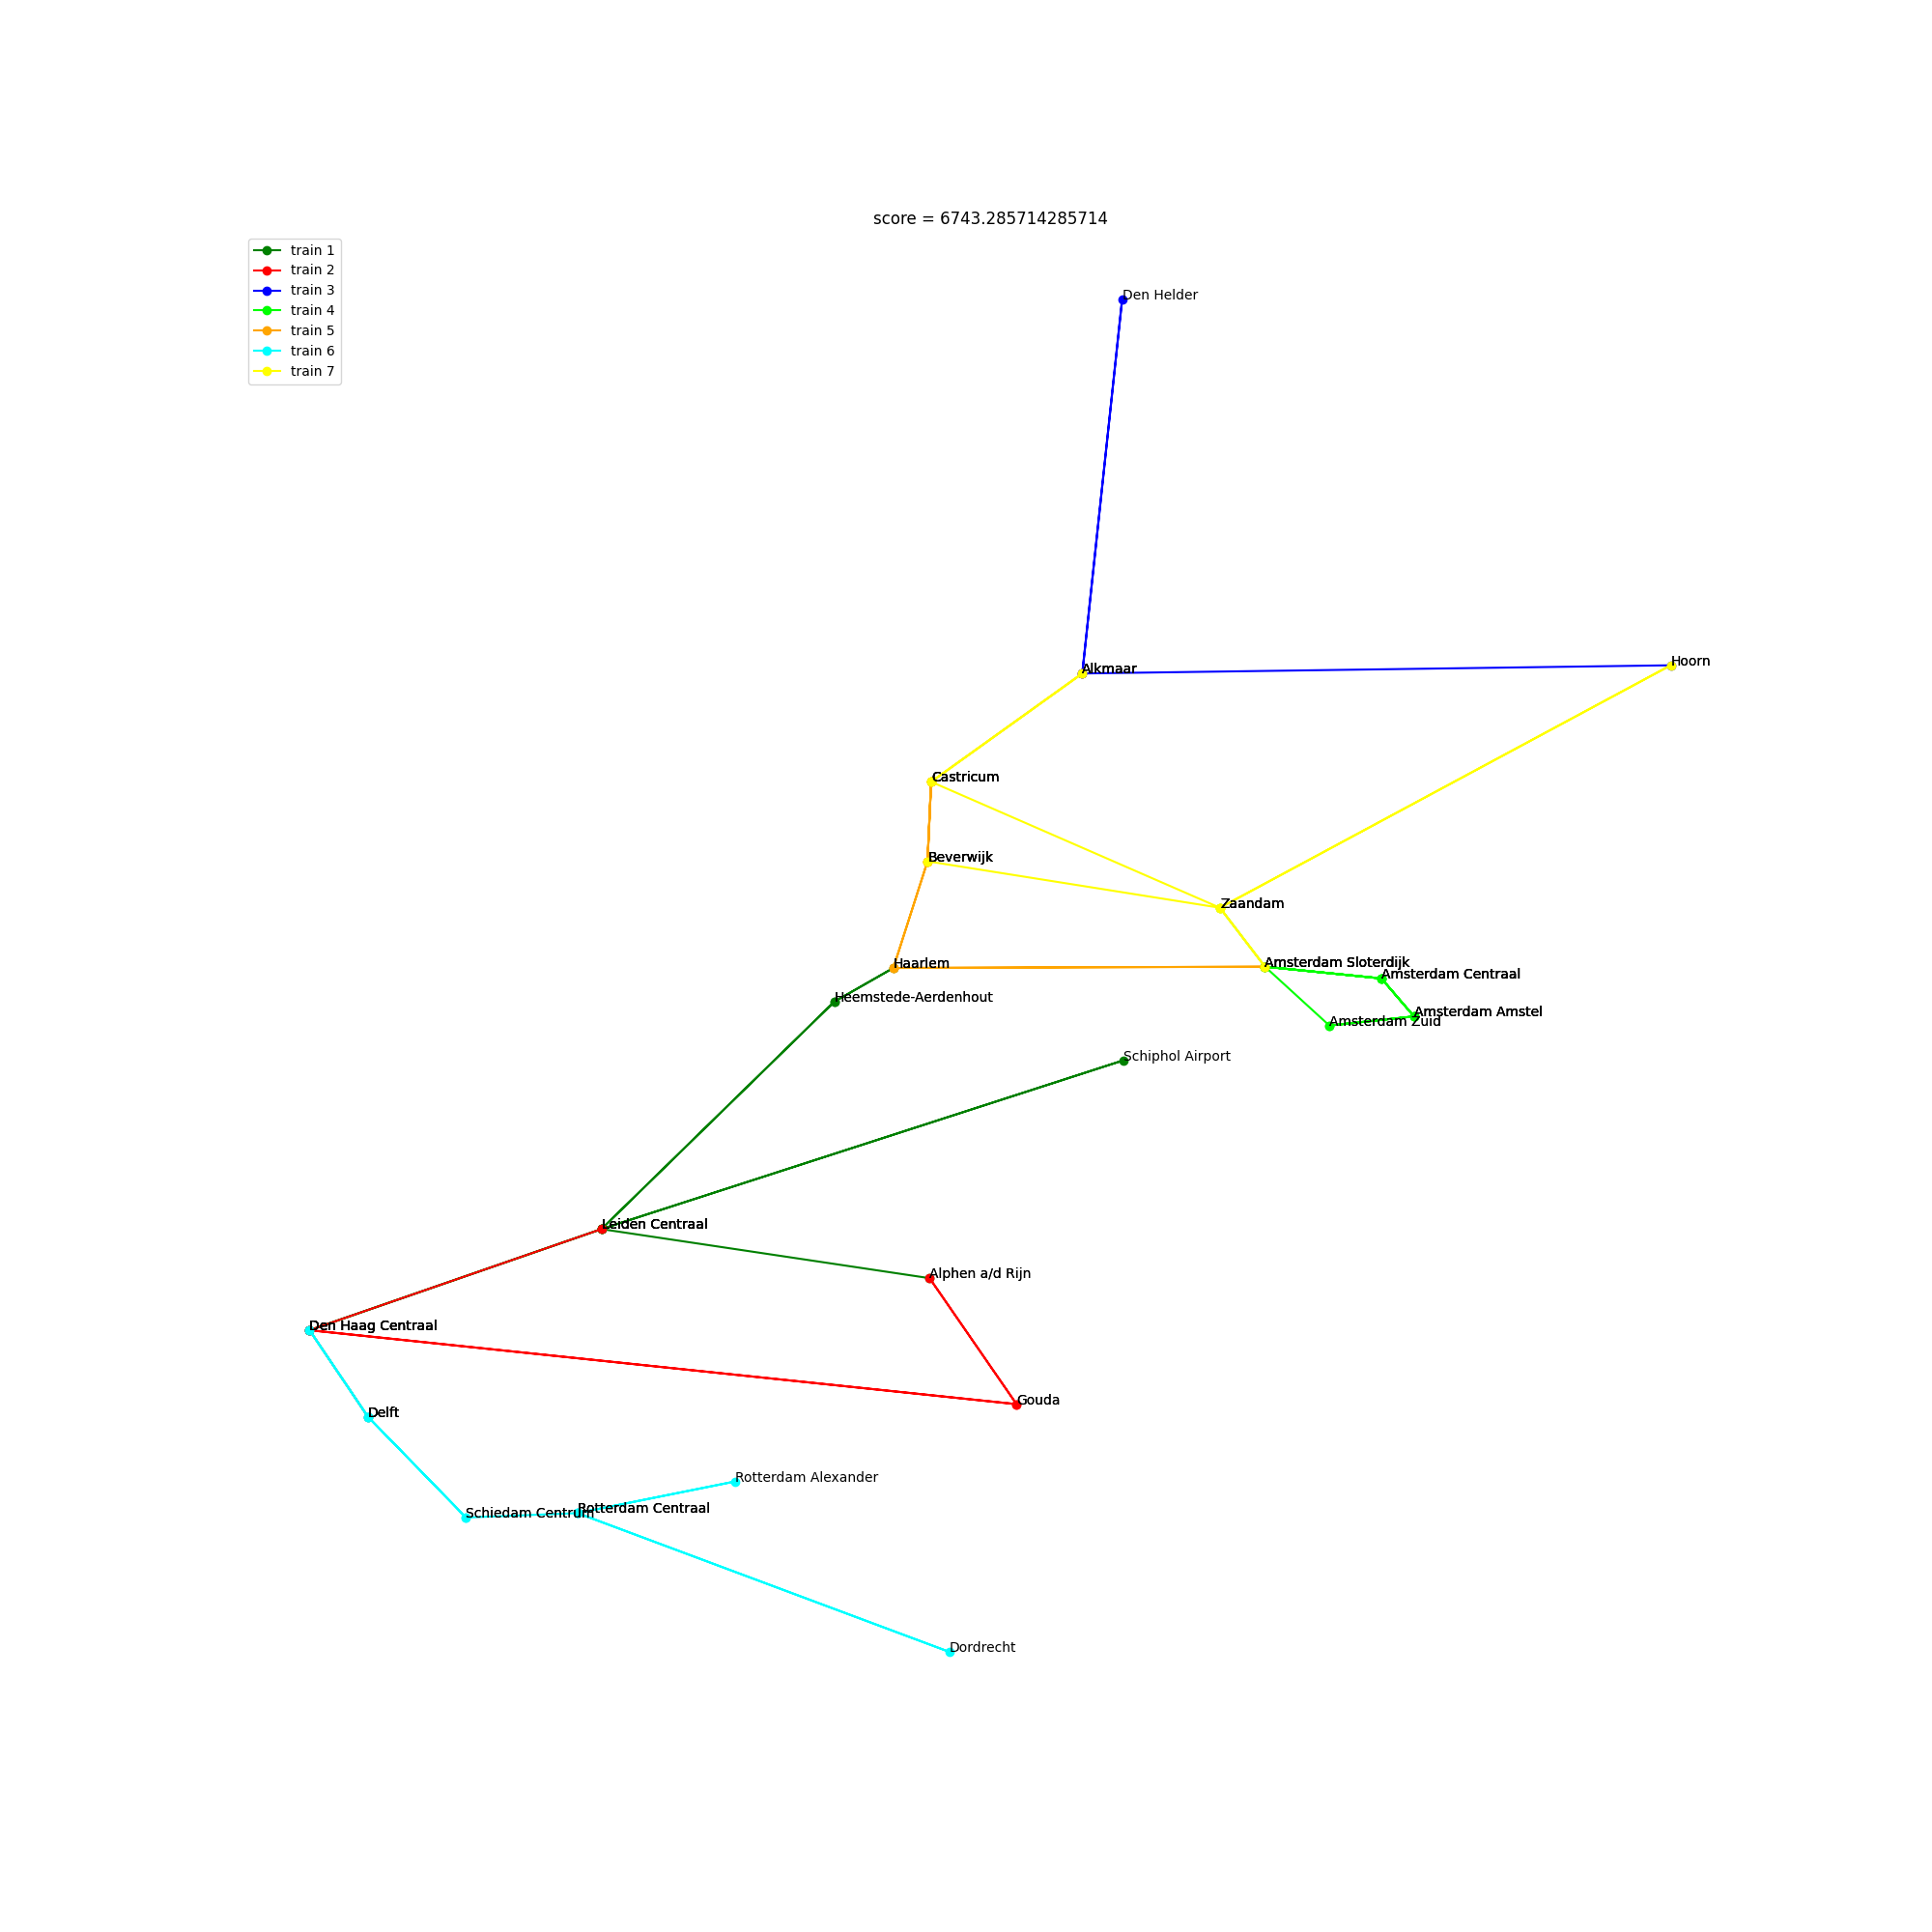 score = 6743.285714285714
train 1
train 2
train 3
train 4
train 5
train 6
train 7
Den Helder
Hoorn
Alkmaar
Castricum
Beverwijk
Zaandam
Haarlem
Amsterdam Sloterdijk
Amsterdam Centraal
Heemstede-Aerdenhout
Amsterdam Amstel
Amsterdam Zuid
Schiphol Airport
Leiden Centraal
Alphen a/d Rijn
Den Haag Centraal
Gouda
Delft
Rotterdam Alexander
Rotterdam Centraal
Schiedam Centrum
Dordrecht